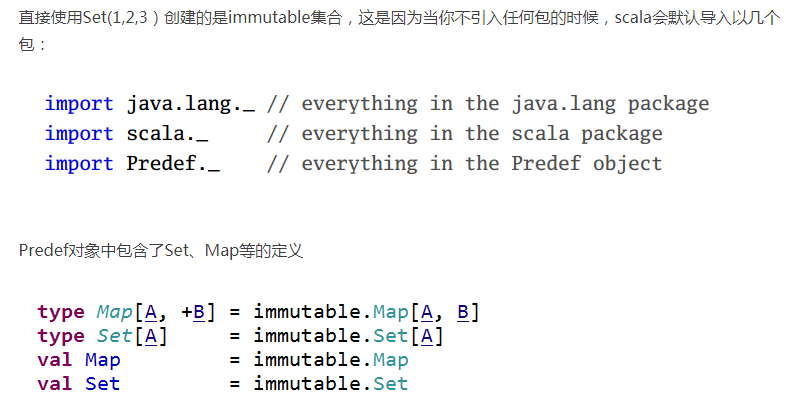 直接使用Set(1,2,3）创建的是immutable集合，这是因为当你不引入任何包的时候，scala会默认导入以几个
包：
import java.lang._ // everything in the java.lang package
import scala._     // everything in the scala package
import Predef._    // everything in the Predef object
Predef对象中包含了Set、Map等的定义
type Map[A, +B] = immutable.Map[A, B]
type Set[A]     = immutable.Set[A]
val Map         = immutable.Map
val Set         = immutable.Set